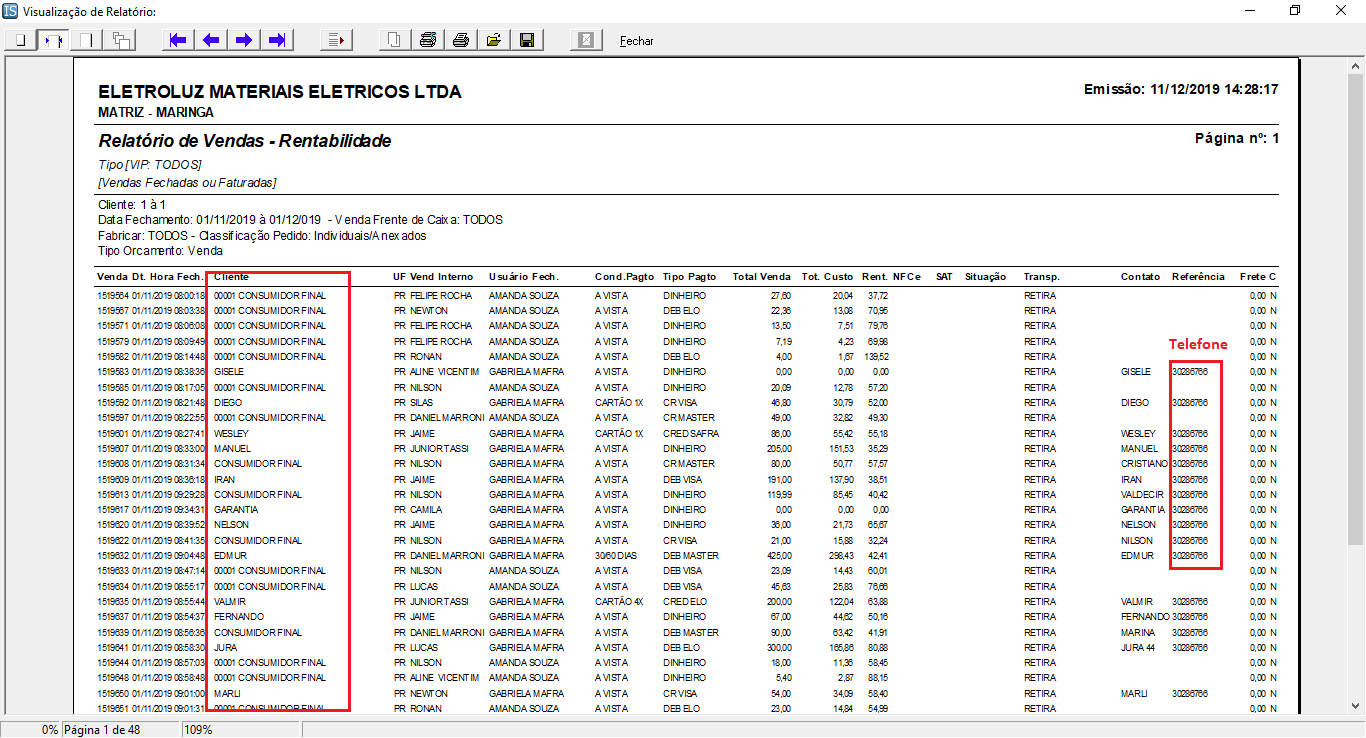 Visualização de Relatório:
Fechar
ELETROLUZ MATERIAIS ELETRICOS LTDA
Emissão: 11/12/2019 14:28:17
MATRIZ - MARINGA
Relatório de Vendas - Rentabilidade
Página nº: 1
Tipo [VIP: TODOS]
[Vendas Fechadas ou Faturadas]
Cliente: 1 à 1
Data Fechamento: 01/11/2019 à 01/12/019 - Venda Frente de Caixa: TODOS
Fabricar: TODOS - Classificação Pedido: Individuais/Anexados
Tipo Orcamento: Venda
Venda Dt. Hora Fech. Cliente UF Vend Interno Usuário Fech. Cond.Pagto Tipo Pagto Total Venda Tot. Custo Rent. NFCe SAT Situação Transp. Contato Referência Frete C
1519564 01/11/2019 08:00:18 00001 CONSUMIDOR FINAL PR FELIPE ROCHA AMANDA SOUZA A VISTA DINHEIRO 27,60 20,04 37,72 RETIRA 0,00 N
1519567 01/11/2019 08:03:38 00001 CONSUMIDOR FINAL PR NEWTON AMANDA SOUZA A VISTA DEB ELO 22,36 13,08 70,95 RETIRA 0,00 N
1519571 01/11/2019 08:06:08 00001 CONSUMIDOR FINAL PR FELIPE ROCHA AMANDA SOUZA A VISTA DINHEIRO 13,50 7,51 79,76 RETIRA 0,00 N
1519579 01/11/2019 08:09:49 00001 CONSUMIDOR FINAL PR FELIPE ROCHA AMANDA SOUZA A VISTA DINHEIRO 7,19 4,23 69,98 RETIRA 0,00 N
Telefone
1519582 01/11/2019 08:14:48 00001 CONSUMIDOR FINAL PR RONAN AMANDA SOUZA A VISTA DEB ELO 4,00 1,67 139,52 RETIRA 0,00 N
1519583 01/11/2019 08:38:36 GISELE PR ALINE VICENTIM GABRIELA MAFRA A VISTA DINHEIRO 0,00 0,00 0,00 RETIRA GISELE 30286766 0,00 N
1519585 01/11/2019 08:17:05 00001 CONSUMIDOR FINAL PR NILSON AMANDA SOUZA A VISTA DINHEIRO 20,09 12,78 57,20 RETIRA 0,00 N
1519592 01/11/2019 08:21:48 DIEGO PR SILAS GABRIELA MAFRA CARTÃO 1X CR VISA 46,80 30,79 52,00 RETIRA DIEGO 30286766 0,00 N
1519597 01/11/2019 08:22:55 00001 CONSUMIDOR FINAL PR DANIEL MARRONI AMANDA SOUZA A VISTA CR MASTER 49,00 32,82 49,30 RETIRA 0,00 N
1519601 01/11/2019 08:27:41 WESLEY PR JAIME GABRIELA MAFRA CARTÃO 1X CRED SAFRA 86,00 55,42 55,18 RETIRA WESLEY 30286766 0,00 N
1519607 01/11/2019 08:33:00 MANUEL PR JUNIOR TASSI GABRIELA MAFRA A VISTA DINHEIRO 205,00 151,53 35,29 RETIRA MANUEL 30286766 0,00 N
1519608 01/11/2019 08:31:34 CONSUMIDOR FINAL PR NILSON GABRIELA MAFRA A VISTA CR MASTER 80,00 50,77 57,57 RETIRA CRISTIANO 30286766 0,00 N
1519609 01/11/2019 08:36:18 IRAN PR JAIME GABRIELA MAFRA A VISTA DEB VISA 191,00 137,90 38,51 RETIRA IRAN 30286766 0,00 N
1519613 01/11/2019 09:29:28 CONSUMIDOR FINAL PR NILSON GABRIELA MAFRA A VISTA DINHEIRO 119,99 85,45 40,42 RETIRA VALDECIR 30286766 0,00 N
1519617 01/11/2019 09:34:31 GARANTIA PR CAMILA GABRIELA MAFRA A VISTA DINHEIRO 0,00 0,00 0,00 RETIRA GARANTIA 30286766 0,00 N
1519620 01/11/2019 08:39:52 NELSON PR JAIME GABRIELA MAFRA A VISTA DINHEIRO 36,00 21,73 65,67 RETIRA NELSON 30286766 0,00 N
1519622 01/11/2019 08:41:35 CONSUMIDOR FINAL PR NILSON GABRIELA MAFRA A VISTA CR VISA 21,00 15,88 32,24 RETIRA NILSON 30286766 0,00 N
1519632 01/11/2019 09:04:48 EDMUR PR DANIEL MARRONI GABRIELA MAFRA 30/60 DIAS DEB MASTER 425,00 298,43 42,41 RETIRA EDMUR 30286766 0,00 N
1519633 01/11/2019 08:47:14 00001 CONSUMIDOR FINAL PR NILSON AMANDA SOUZA A VISTA DEB VISA 23,09 14,43 60,01 RETIRA 0,00 N
1519634 01/11/2019 08:55:17 00001 CONSUMIDOR FINAL PR LUCAS AMANDA SOUZA A VISTA DEB VISA 45,63 25,83 76,66 RETIRA 0,00 N
1519635 01/11/2019 08:55:44 VALMIR PR JUNIOR TASSI GABRIELA MAFRA CARTÃO 4X CRED ELO 200,00 122,04 63,88 RETIRA VALMIR 30286766 0,00 N
1519637 01/11/2019 08:54:37 FERNANDO PR JAIME GABRIELA MAFRA A VISTA DINHEIRO 67,00 44,62 50,16 RETIRA FERNANDO 30286766 0,00 N
1519639 01/11/2019 08:56:36 CONSUMIDOR FINAL PR DANIEL MARRONI GABRIELA MAFRA A VISTA DEB MASTER 90,00 63,42 41,91 RETIRA MARINA 30286766 0,00 N
1519641 01/11/2019 08:58:30 JURA PR LUCAS GABRIELA MAFRA A VISTA DEB ELO 300,00 165,86 80,88 RETIRA JURA 44 30286766 0,00 N
1519644 01/11/2019 08:57:03 00001 CONSUMIDOR FINAL PR NILSON AMANDA SOUZA A VISTA DINHEIRO 18,00 11,36 58,45 RETIRA 0,00 N
1519648 01/11/2019 08:58:48 00001 CONSUMIDOR FINAL PR ALINE VICENTIM AMANDA SOUZA A VISTA DINHEIRO 5,40 2,87 88,15 RETIRA 0,00 N
1519650 01/11/2019 09:01:00 MARLI PR NEWTON GABRIELA MAFRA A VISTA CR VISA 54,00 34,09 58,40 RETIRA MARLI 30286766 0,00 N
1519651 01/11/2019 09:01:31 00001 CONSUMIDOR FINAL PR RONAN AMANDA SOUZA A VISTA DEB ELO 23,00 14,84 54,99 RETIRA 0,00 N
0% Página 1 de 48 109%